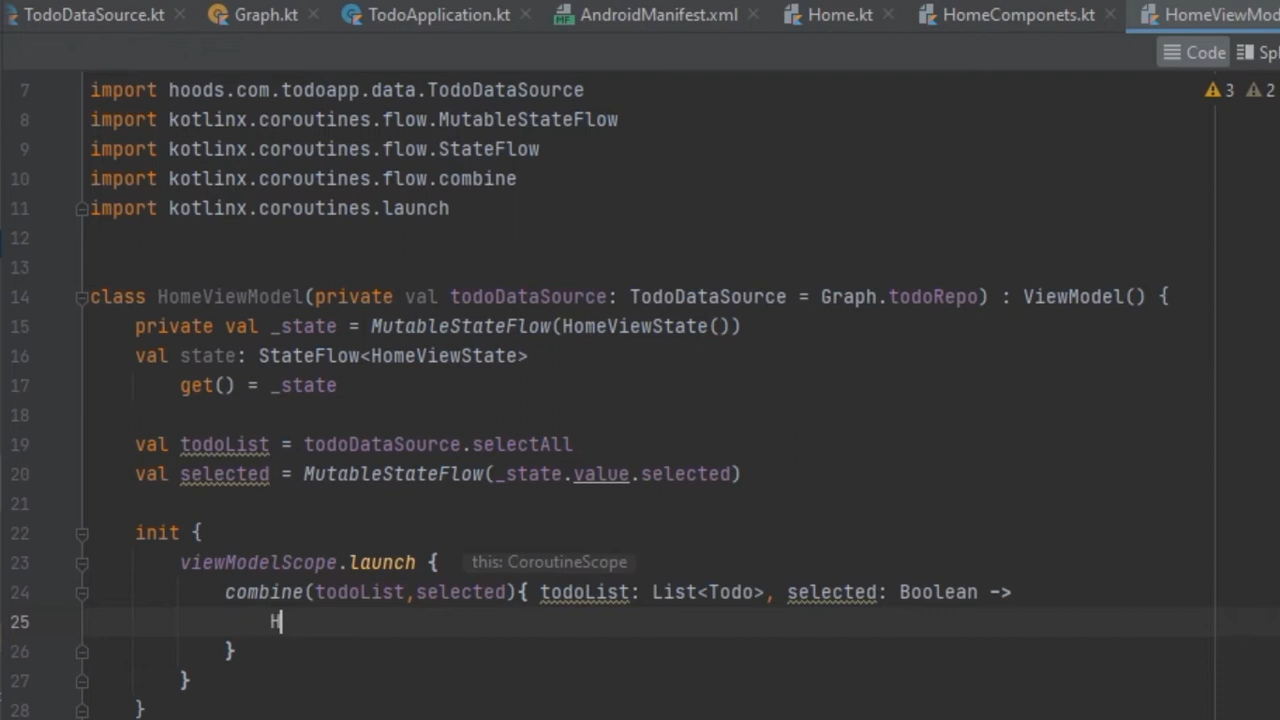 TodoDataSource.kt Graph.kt TodoApplication.kt AndroidManifest.xml Home.kt HomeComponets.kt HomeViewMod
Code Spl
7 import hoods.com.todoapp.data.TodoDataSource 3 2
8 import kotlinx.coroutines.flow.MutableStateFlow
9 import kotlinx.coroutines.flow.StateFlow
10 import kotlinx.coroutines.flow.combine
11 import kotlinx.coroutines.launch
12
13
14 class HomeViewModel(private val todoDataSource: TodoDataSource = Graph.todoRepo) : ViewModel() {
15 private val _state = MutableStateFlow(HomeViewState())
16 val state: StateFlow<HomeViewState>
17 get() = _state
18
19 val todoList = todoDataSource.selectAll
20 val selected = MutableStateFlow(_state.value.selected)
21
22 init {
23 viewModelScope.launch { this: CoroutineScope
24 combine(todoList,selected){ todoList: List<Todo>, selected: Boolean ->
25 H
26 }
27 }
28 }